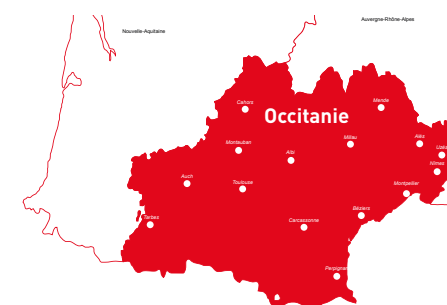 Auvergne-Rhône-Alpes
Nouvelle-Aquitaine
Cahors
Mende
Occitanie
Montauban
Millau
Alès
Albi
Uzès
Nîmes
Auch
Toulouse
Montpellier
Béziers
Tarbes
Carcassonne
Perpignan